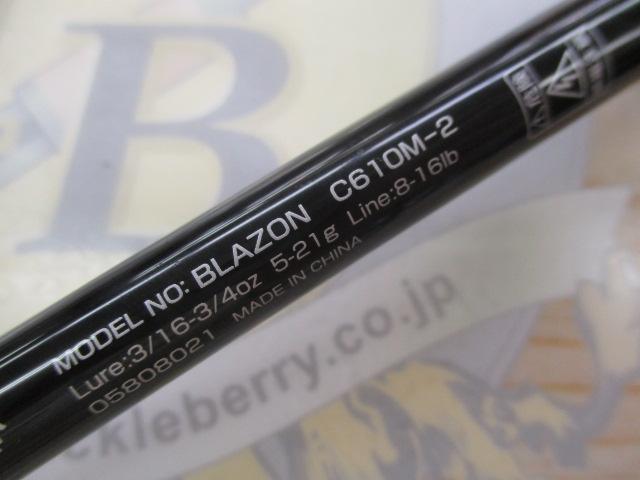 MODEL NO: BLAZON C610M-2
Lure:3/16-3/4oz 5-21g Line:8-16lb
05808021 MADE IN CHINA
B
ckleberry.co.jp